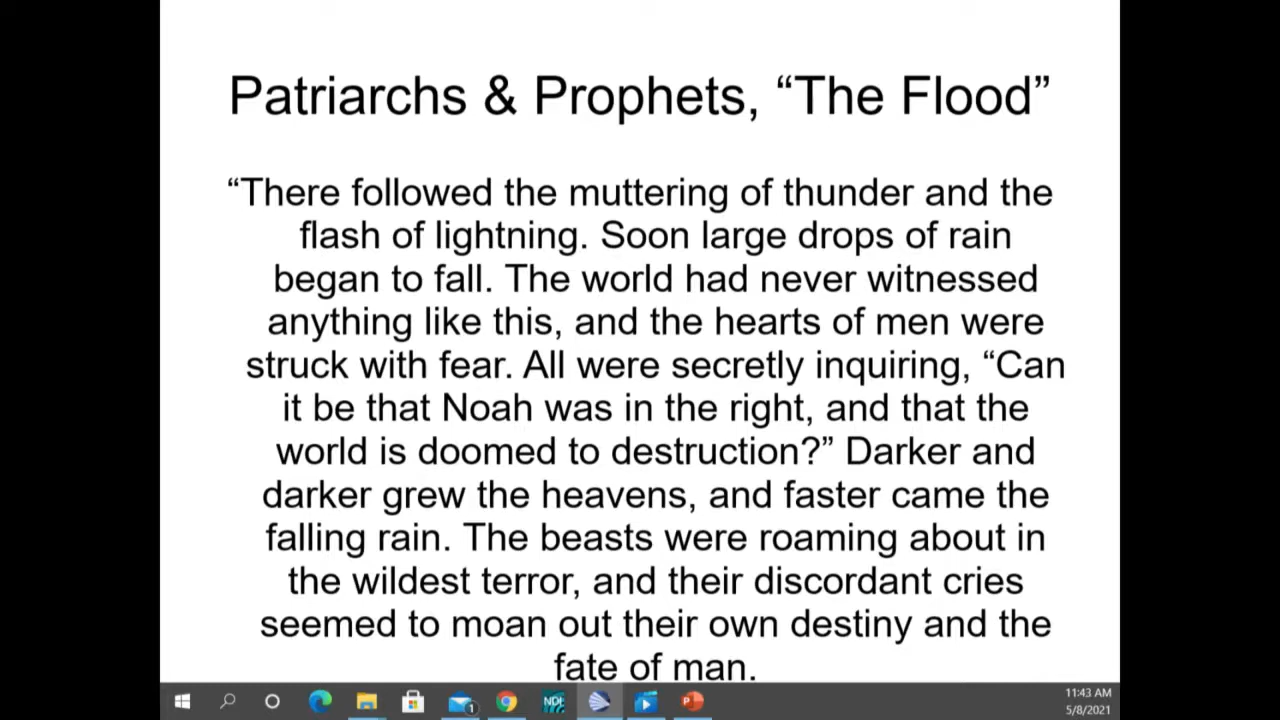 Patriarchs & Prophets, “The Flood”
“There followed the muttering of thunder and the
flash of lightning. Soon large drops of rain
began to fall. The world had never witnessed
anything like this, and the hearts of men were
struck with fear. All were secretly inquiring, “Can
it be that Noah was in the right, and that the
world is doomed to destruction?” Darker and
darker grew the heavens, and faster came the
falling rain. The beasts were roaming about in
the wildest terror, and their discordant cries
seemed to moan out their own destiny and the
fate of man.
NDI
1
11:43 AM
5/8/2021